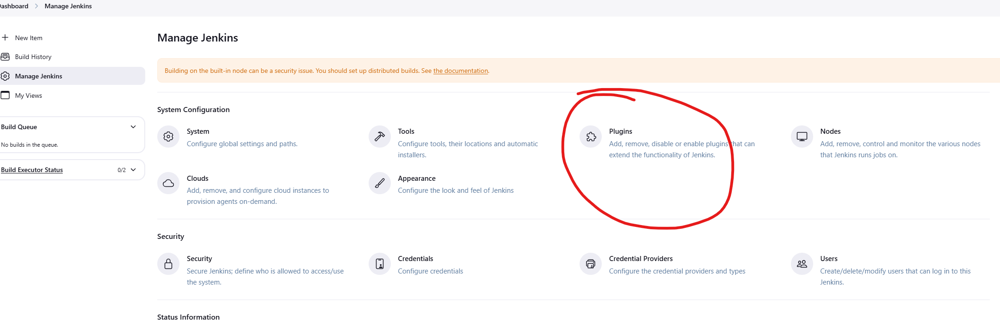 Dashboard > Manage Jenkins
New Item
Build History
Manage Jenkins
My Views
Build Queue
No builds in the queue.
Build Executor Status 0/2
Manage Jenkins
Building on the built-in node can be a security issue. You should set up distributed builds. See the documentation.
System Configuration
System
Configure global settings and paths.
Tools
Configure tools, their locations and automatic
installers.
Plugins
Add, remove, disable or enable plugins that can
extend the functionality of Jenkins.
Nodes
Add, remove, control and monitor the various nodes
that Jenkins runs jobs on.
Clouds
Add, remove, and configure cloud instances to
provision agents on-demand.
Appearance
Configure the look and feel of Jenkins
Security
Security
Secure Jenkins; define who is allowed to access/use
the system.
Credentials
Configure credentials
Credential Providers
Configure the credential providers and types
Users
Create/delete/modify users that can log in to this
Jenkins.
Status Information